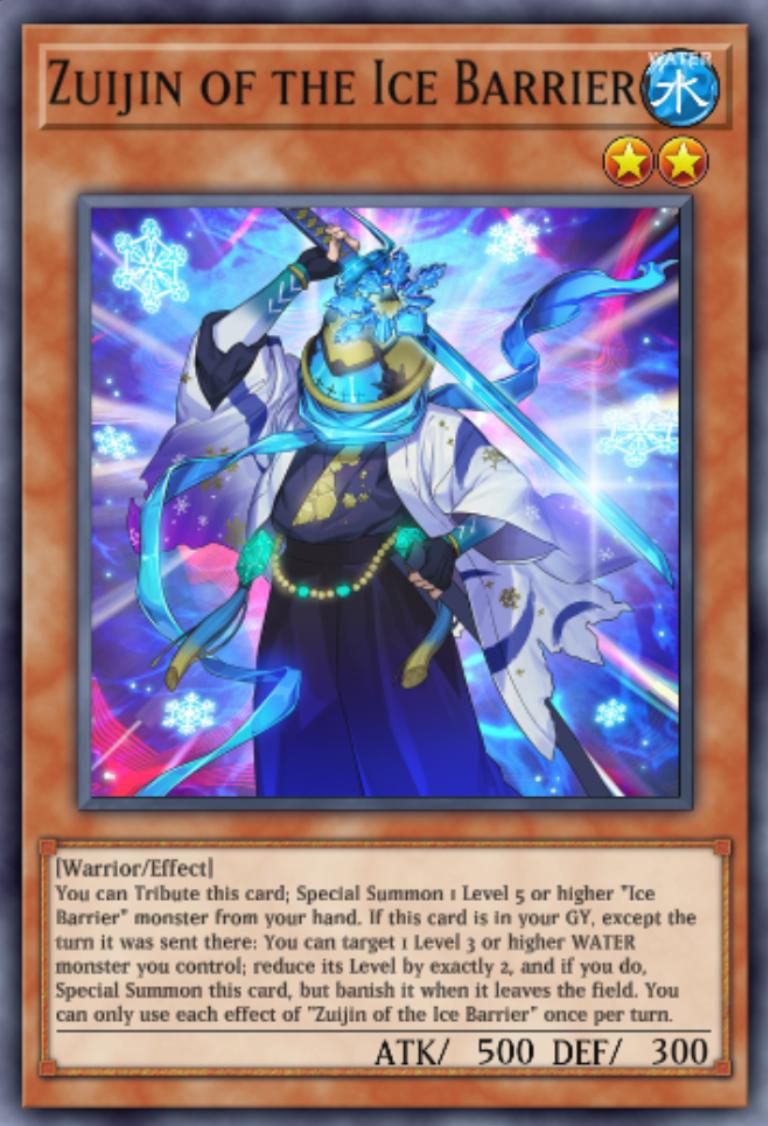 Zuijin of the Ice Barrier
WATER
水
[Warrior/Effect]
You can Tribute this card; Special Summon 1 Level 5 or higher "Ice
Barrier" monster from your hand. If this card is in your GY, except the
turn it was sent there: You can target 1 Level 3 or higher WATER
monster you control; reduce its Level by exactly 2, and if you do,
Special Summon this card, but banish it when it leaves the field. You
can only use each effect of "Zuijin of the Ice Barrier" once per turn.
ATK/ 500 DEF/ 300